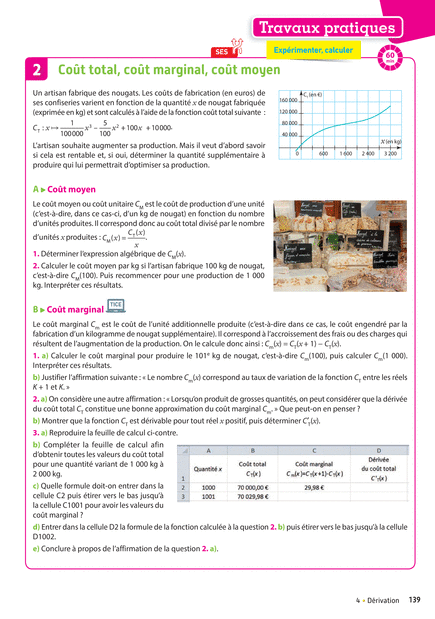 Travaux pratiques
SES
Expérimenter, calculer
60
min
2 Coût total, coût marginal, coût moyen
Un artisan fabrique des nougats. Les coûts de fabrication (en euros) de
ses confiseries varient en fonction de la quantité x de nougat fabriquée
(exprimée en kg) et sont calculés à l'aide de la fonction coût total suivante :
C_T : x ↦ 1/100000 x³ − 5/100 x² + 100x + 10000.
L'artisan souhaite augmenter sa production. Mais il veut d'abord savoir
si cela est rentable et, si oui, déterminer la quantité supplémentaire à
produire qui lui permettrait d'optimiser sa production.
C_T (en €)
160 000
120 000
80 000
40 000
X (en kg)
0 600 1 600 2 400 3 200
A ▶ Coût moyen
Le coût moyen ou coût unitaire C_M est le coût de production d'une unité
(c'est-à-dire, dans ce cas-ci, d'un kg de nougat) en fonction du nombre
d'unités produites. Il correspond donc au coût total divisé par le nombre
d'unités x produites : C_M(x) = C_T(x)/x.
1. Déterminer l'expression algébrique de C_M(x).
2. Calculer le coût moyen par kg si l'artisan fabrique 100 kg de nougat,
c'est-à-dire C_M(100). Puis recommencer pour une production de 1 000
kg. Interpréter ces résultats.
B ▶ Coût marginal TICE
Le coût marginal C_m est le coût de l'unité additionnelle produite (c'est-à-dire dans ce cas, le coût engendré par la
fabrication d'un kilogramme de nougat supplémentaire). Il correspond à l'accroissement des frais ou des charges qui
résultent de l'augmentation de la production. On le calcule donc ainsi : C_m(x) = C_T(x + 1) − C_T(x).
1. a) Calculer le coût marginal pour produire le 101e kg de nougat, c'est-à-dire C_m(100), puis calculer C_m(1 000).
Interpréter ces résultats.
b) Justifier l'affirmation suivante : « Le nombre C_m(x) correspond au taux de variation de la fonction C_T entre les réels
K + 1 et K. »
2. a) On considère une autre affirmation : « Lorsqu'on produit de grosses quantités, on peut considérer que la dérivée
du coût total C_T constitue une bonne approximation du coût marginal C_m. » Que peut-on en penser ?
b) Montrer que la fonction C_T est dérivable pour tout réel x positif, puis déterminer C'_T(x).
3. a) Reproduire la feuille de calcul ci-contre.
b) Compléter la feuille de calcul afin
d'obtenir toutes les valeurs du coût total
pour une quantité variant de 1 000 kg à
2 000 kg.
c) Quelle formule doit-on entrer dans la
cellule C2 puis étirer vers le bas jusqu'à
la cellule C1001 pour avoir les valeurs du
coût marginal ?
A B C D
1 Quantité x Coût total C_T(x) Coût marginal C_m(x)=C_T(x+1)-C_T(x) Dérivée du coût total C'_T(x)
2 1000 70 000,00 € 29,98 €
3 1001 70 029,98 €
d) Entrer dans la cellule D2 la formule de la fonction calculée à la question 2. b) puis étirer vers le bas jusqu'à la cellule
D1002.
e) Conclure à propos de l'affirmation de la question 2. a).
4 • Dérivation 139